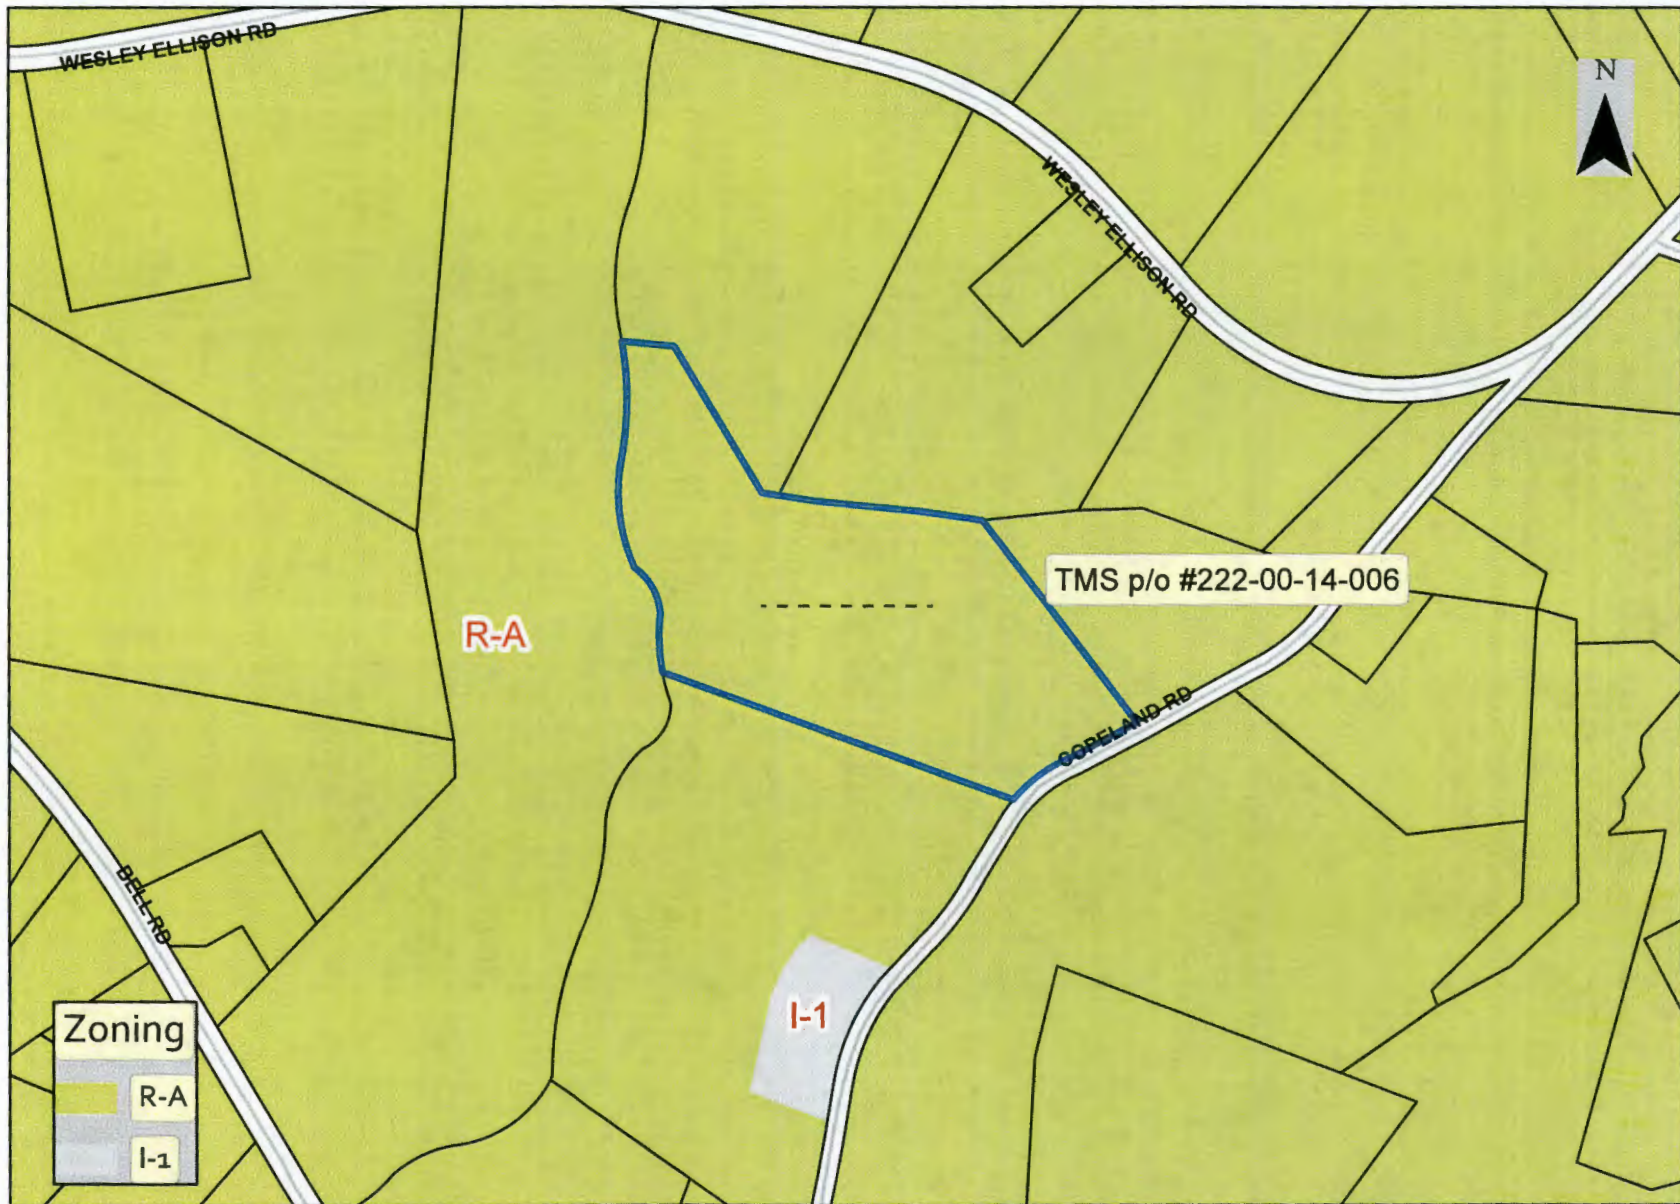 WESLEY ELLISON RD
N
WESLEY ELLISON RD
TMS p/o #222-00-14-006
R-A
COPELAND RD
BELL RD
I-1
Zoning
R-A
I-1